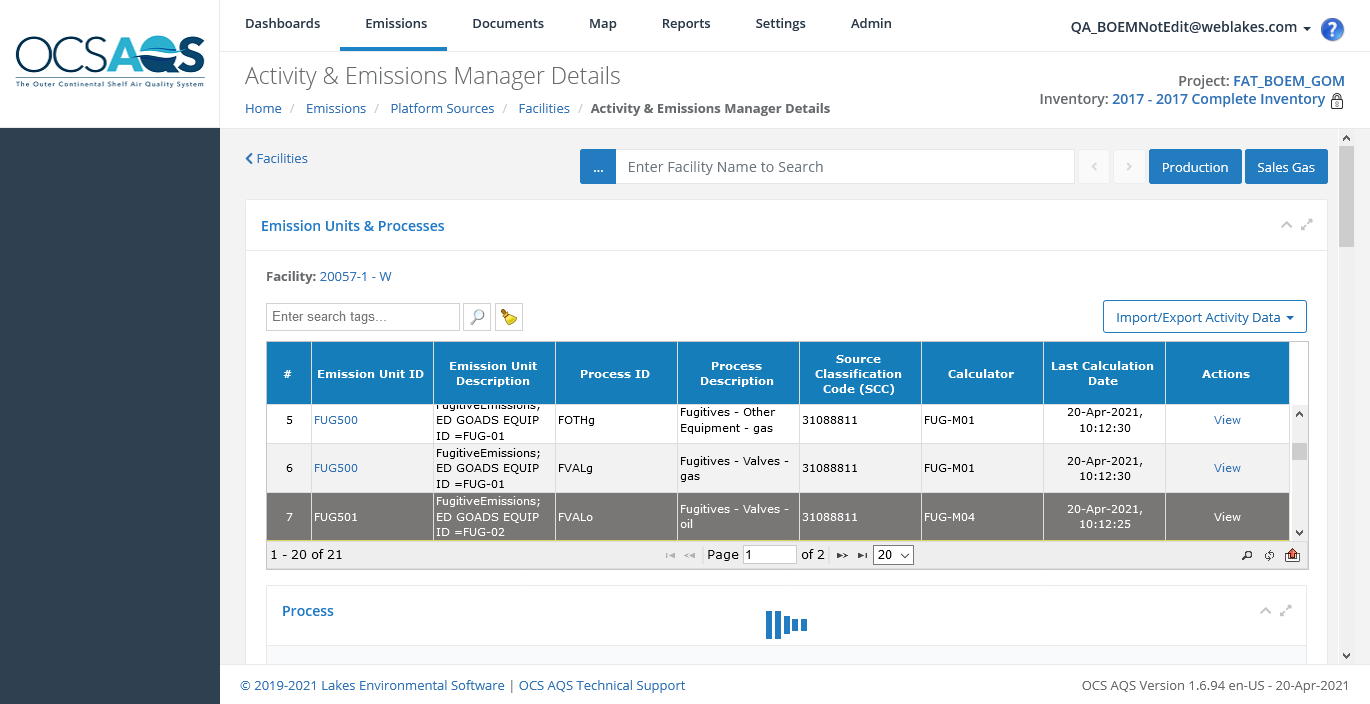 OCSAQS
The Outer Continental Shelf Air Quality System
Dashboards Emissions Documents Map Reports Settings Admin
QA_BOEMNotEdit@weblakes.com ?
Activity & Emissions Manager Details
Home / Emissions / Platform Sources / Facilities / Activity & Emissions Manager Details
Project: FAT_BOEM_GOM
Inventory: 2017 - 2017 Complete Inventory
Facilities
... Enter Facility Name to Search Production Sales Gas
Emission Units & Processes
Facility: 20057-1 - W
Enter search tags...
Import/Export Activity Data
# Emission Unit ID Emission Unit Description Process ID Process Description Source Classification Code (SCC) Calculator Last Calculation Date Actions
5 FUG500 FugitiveEmissions; ED GOADS EQUIP ID =FUG-01 FOTHg Fugitives - Other Equipment - gas 31088811 FUG-M01 20-Apr-2021, 10:12:30 View
6 FUG500 FugitiveEmissions; ED GOADS EQUIP ID =FUG-01 FVALg Fugitives - Valves - gas 31088811 FUG-M01 20-Apr-2021, 10:12:30 View
7 FUG501 FugitiveEmissions; ED GOADS EQUIP ID =FUG-02 FVALo Fugitives - Valves - oil 31088811 FUG-M04 20-Apr-2021, 10:12:25 View
1 - 20 of 21
Page 1 of 2 20
Process
© 2019-2021 Lakes Environmental Software | OCS AQS Technical Support
OCS AQS Version 1.6.94 en-US - 20-Apr-2021